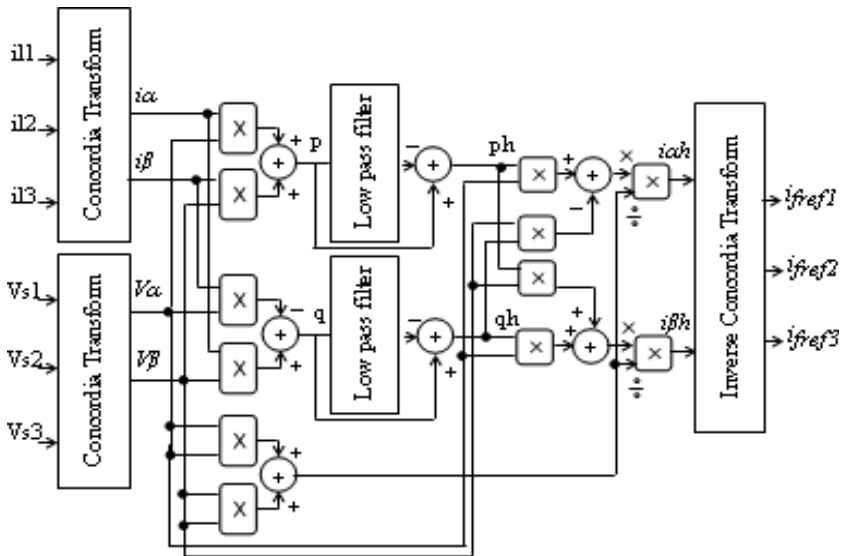 il1
il2
il3
Concordia Transform
iα
iβ
Vs1
Vs2
Vs3
Concordia Transform
Vα
Vβ
×
×
×
×
×
×
+
+
+
p
−
+
+
q
+
+
+
Low pass filter
Low pass filter
−
+
+
ph
−
+
+
qh
×
×
×
×
+
+
−
+
+
+
×
×
÷
iαh
×
×
÷
iβh
Inverse Concordia Transform
ifref1
ifref2
ifref3